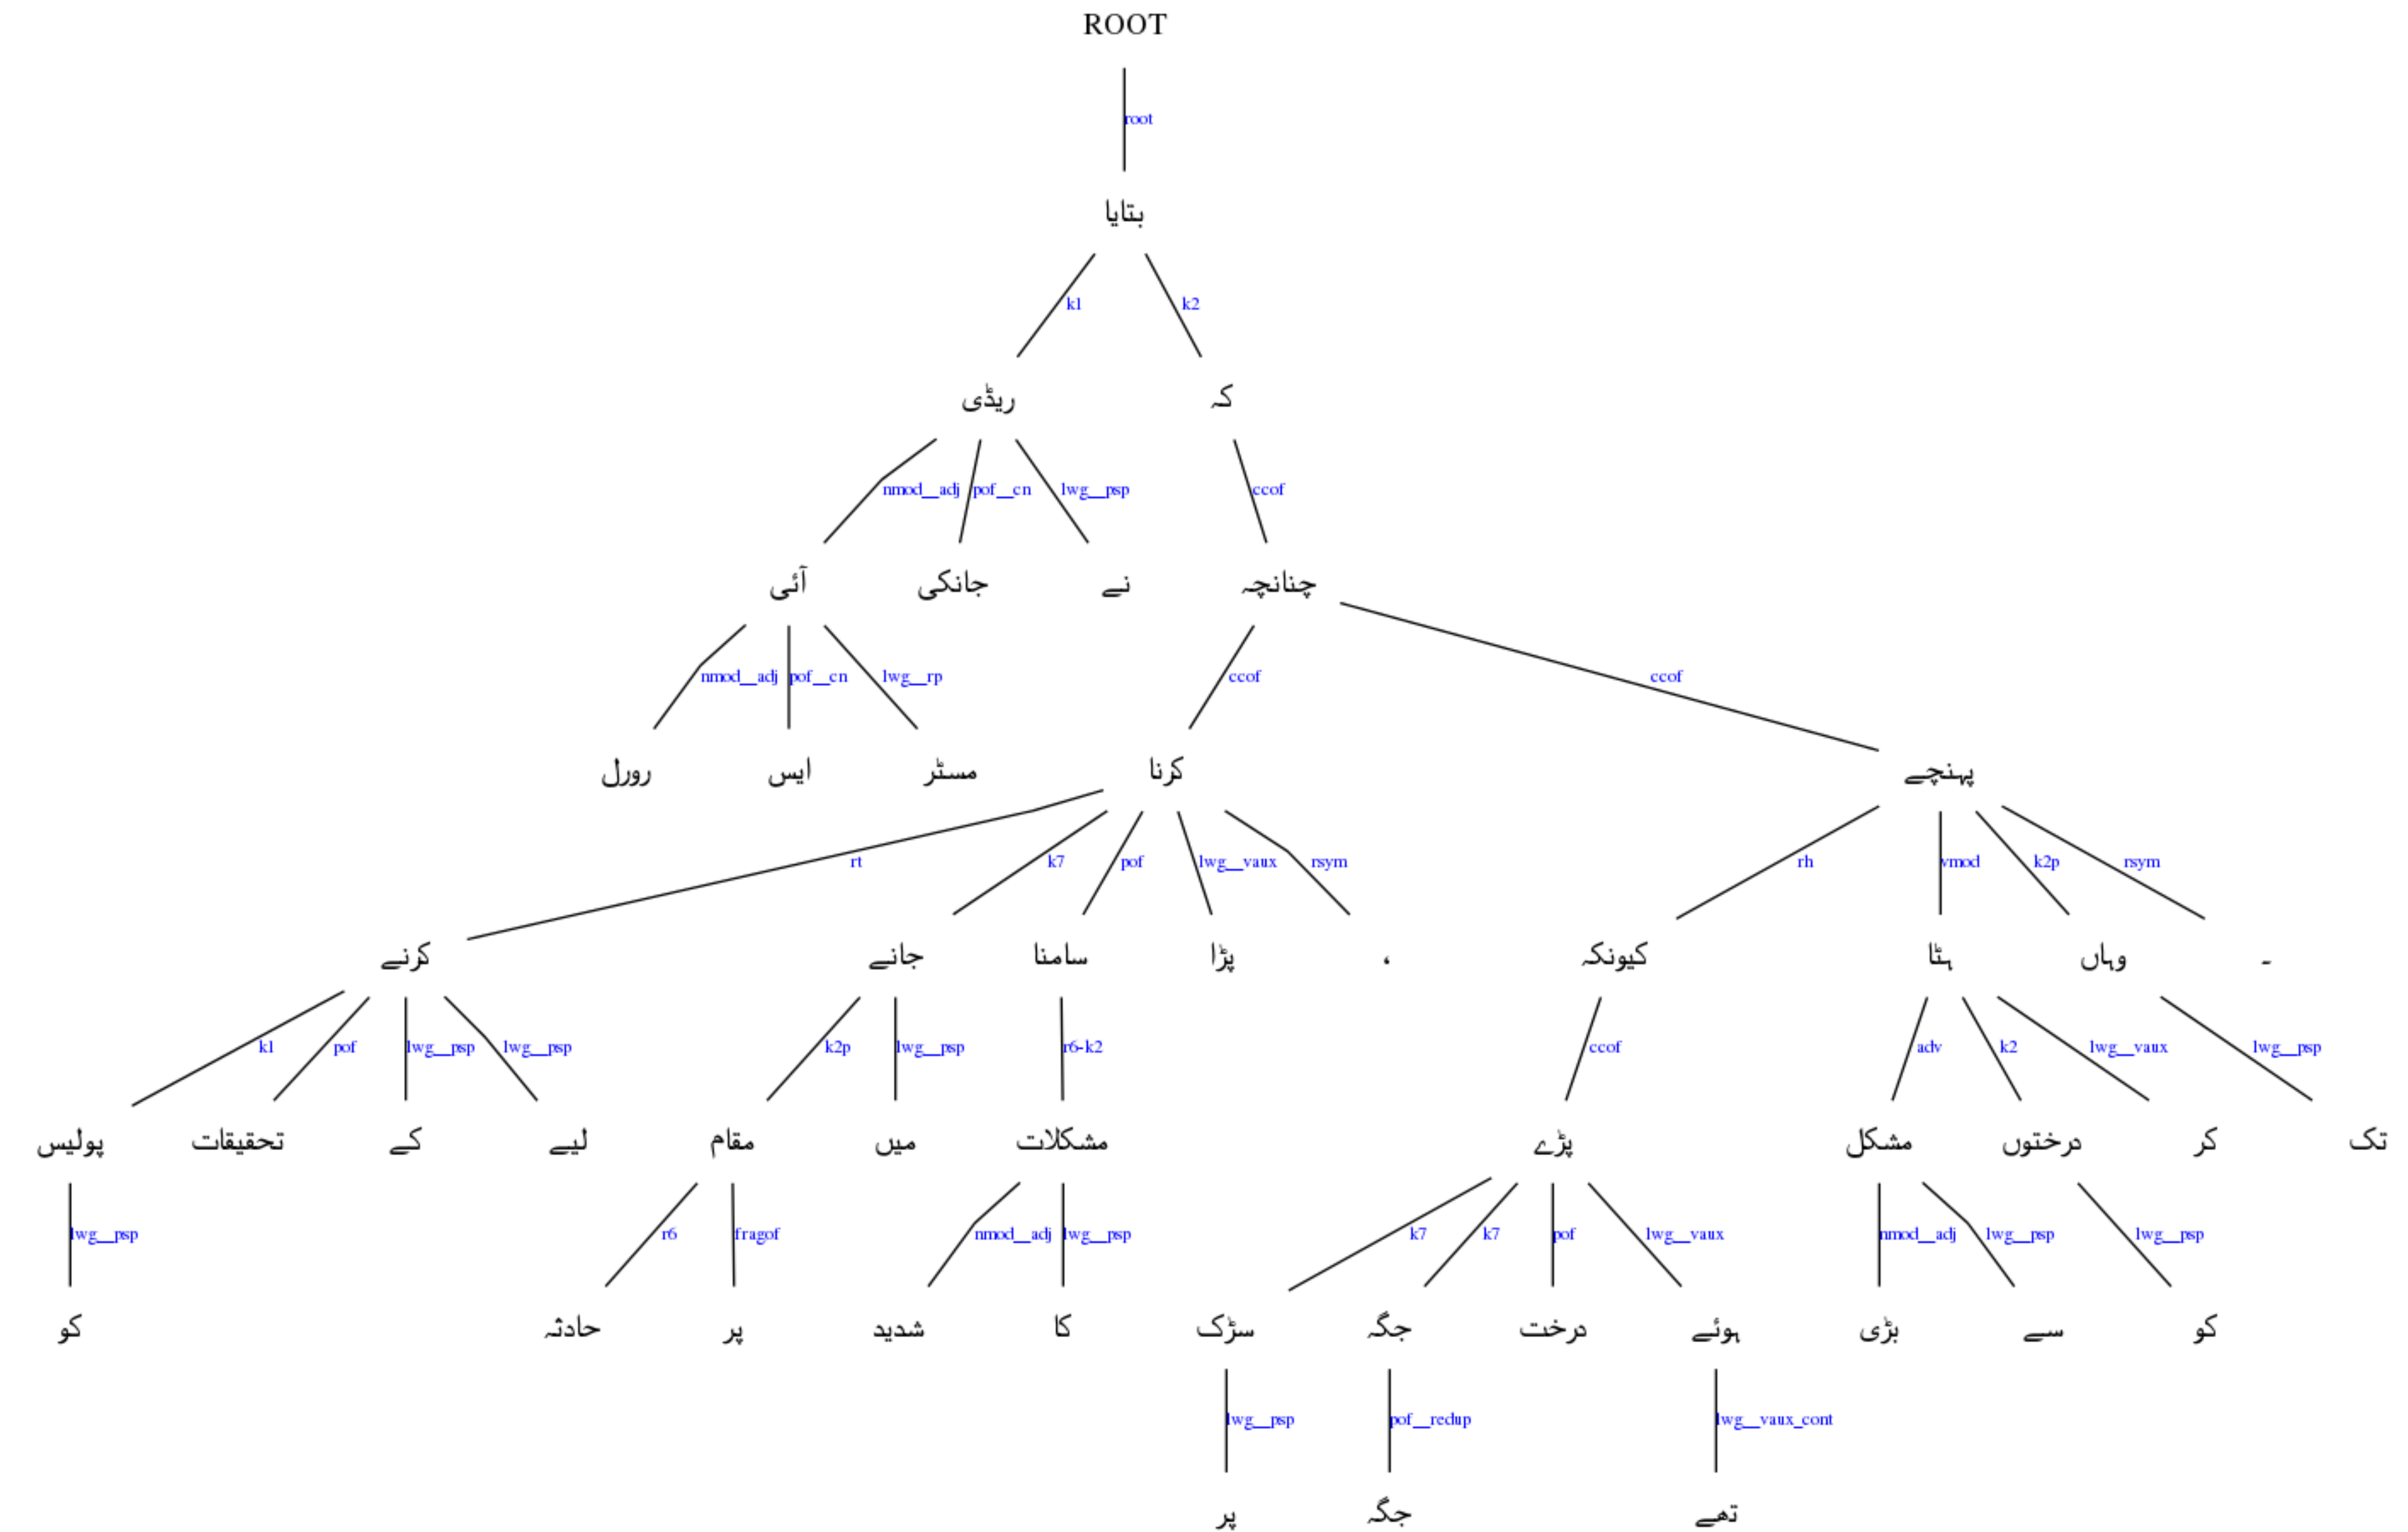 ROOT
root
بتایا
k1 k2
ریڈی کہ
nmod__adj pof__cn lwg__psp ccof
آئی جانکی نے چنانچہ
nmod__adj pof__cn lwg__rp ccof ccof
رورل ایس مسٹر کرنا پہنچے
rt k7 pof lwg__vaux rsym rh vmod k2p rsym
کرنے جانے سامنا پڑا ، کیونکہ ہٹا وہاں ۔
k1 pof lwg__psp lwg__psp k2p lwg__psp r6-k2 ccof adv k2 lwg__vaux lwg__psp
پولیس تحقیقات کے لیے مقام میں مشکلات پڑے مشکل درختوں کر تک
lwg__psp r6 fragof nmod__adj lwg__psp k7 k7 pof lwg__vaux nmod__adj lwg__psp lwg__psp
کو حادثہ پر شدید کا سڑک جگہ درخت ہوئے بڑی سے کو
lwg__psp pof__redup lwg__vaux_cont
پر جگہ تھے